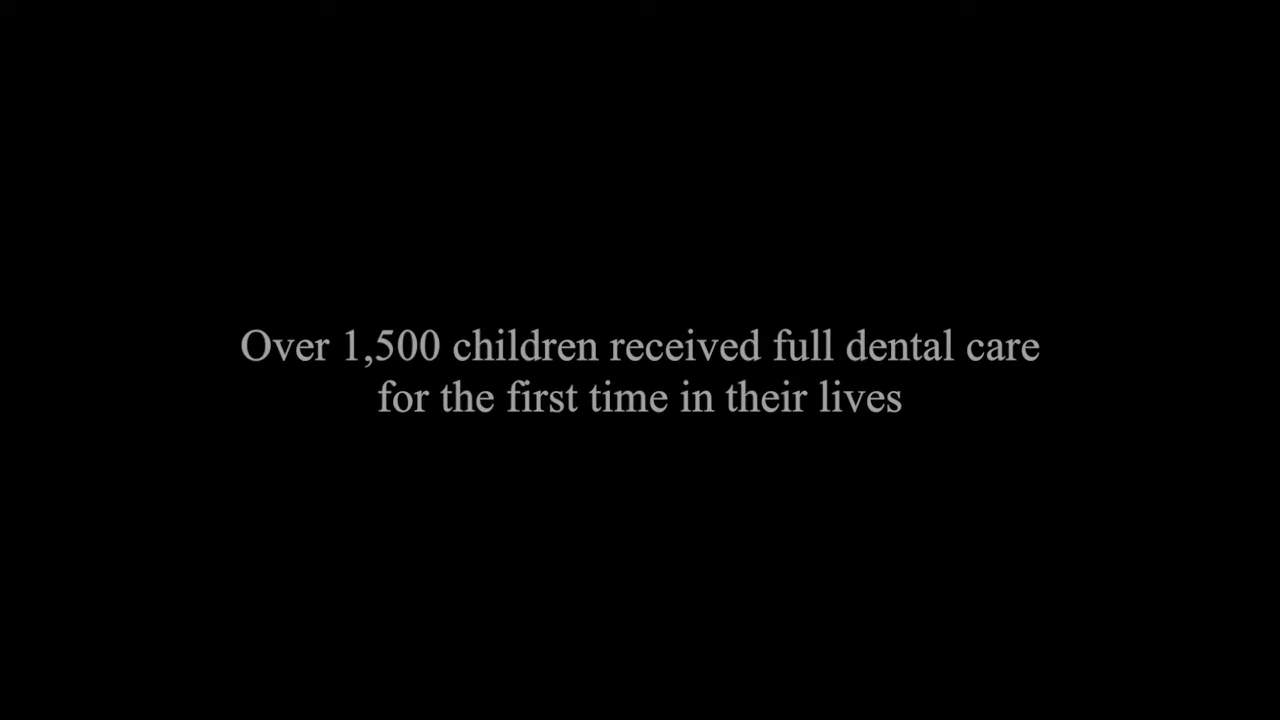 Over 1,500 children received full dental care
for the first time in their lives